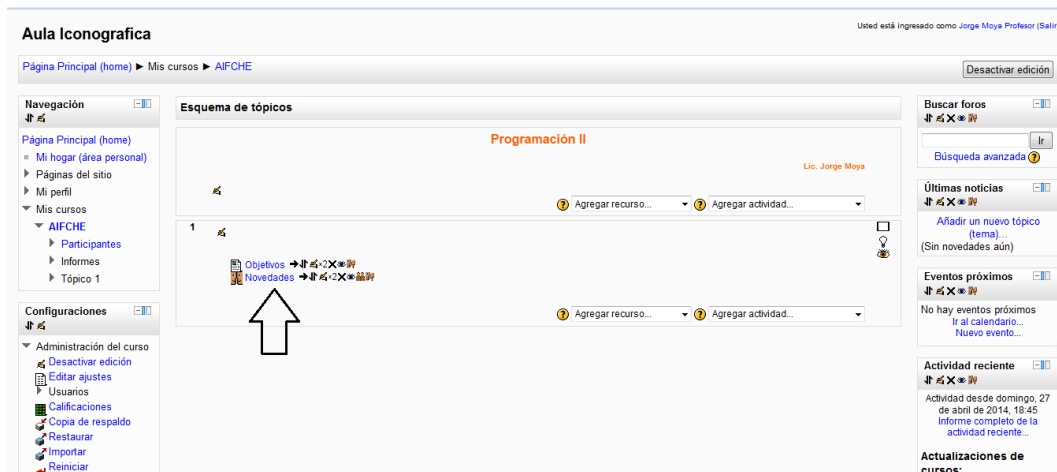 Aula Iconografica
Usted está ingresado como Jorge Moya Profesor (Salir
Página Principal (home) ► Mis cursos ► AIFCHE
Desactivar edición
Navegación
Página Principal (home)
Mi hogar (área personal)
Páginas del sitio
Mi perfil
Mis cursos
AIFCHE
Participantes
Informes
Tópico 1
Configuraciones
Administración del curso
Desactivar edición
Editar ajustes
Usuarios
Calificaciones
Copia de respaldo
Restaurar
Importar
Reiniciar
Esquema de tópicos
Programación II
Lic. Jorge Moya
Agregar recurso... Agregar actividad...
1
Objetivos
Novedades
Agregar recurso... Agregar actividad...
Buscar foros
Ir
Búsqueda avanzada
Últimas noticias
Añadir un nuevo tópico
(tema)...
(Sin novedades aún)
Eventos próximos
No hay eventos próximos
Ir al calendario...
Nuevo evento...
Actividad reciente
Actividad desde domingo, 27
de abril de 2014, 18:45
Informe completo de la
actividad reciente...
Actualizaciones de
cursos: